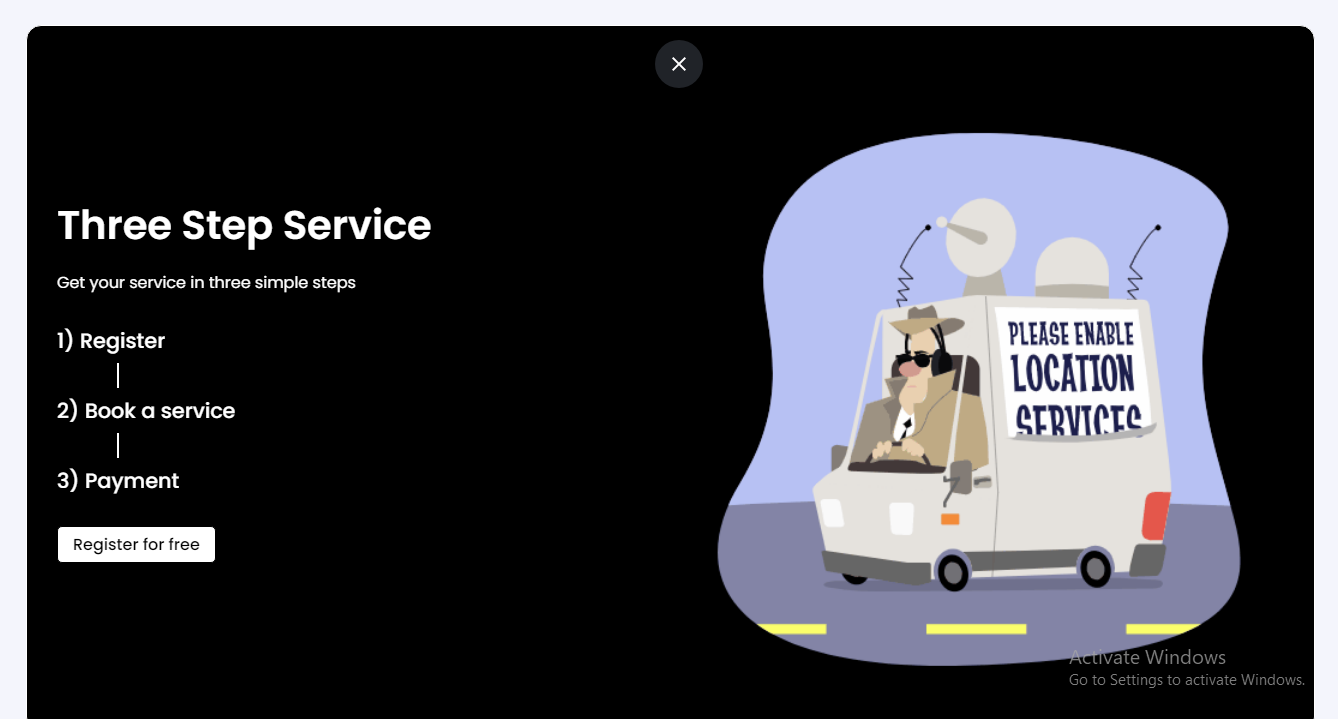 Three Step Service
Get your service in three simple steps
1) Register
2) Book a service
3) Payment
Register for free
PLEASE ENABLE
LOCATION
SERVICES
Activate Windows
Go to Settings to activate Windows.